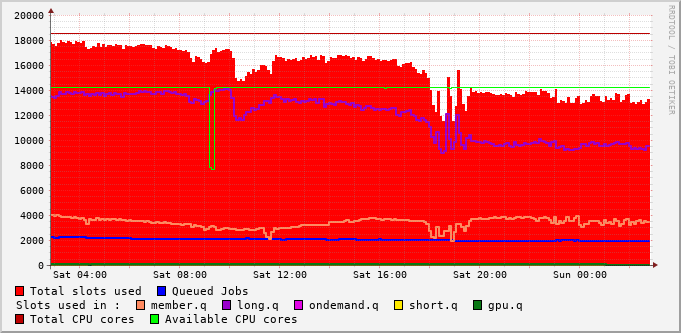 20000
18000
16000
14000
12000
10000
8000
6000
4000
2000
0
Sat 04:00 Sat 08:00 Sat 12:00 Sat 16:00 Sat 20:00 Sun 00:00
Total slots used Queued Jobs
Slots used in : member.q long.q ondemand.q short.q gpu.q
Total CPU cores Available CPU cores
RRDTOOL / TOBI OETIKER